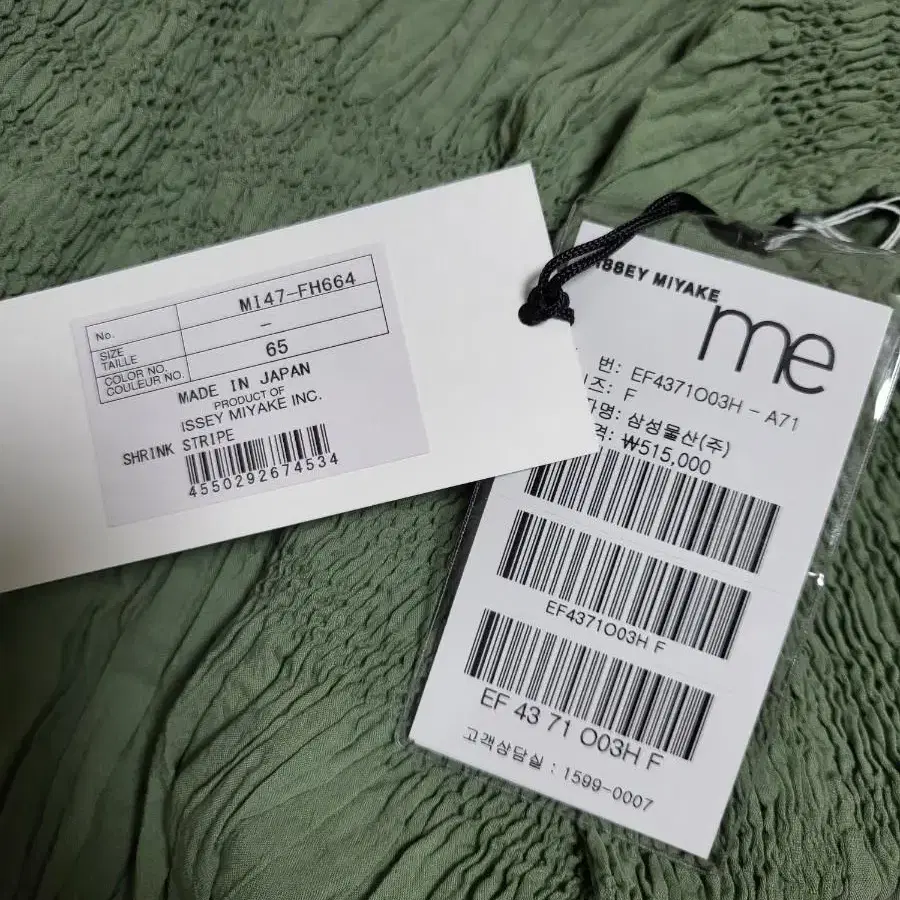 No.
MI47-FH664
SIZE
TAILLE
–
COLOR NO.
COULEUR NO.
65
MADE IN JAPAN
PRODUCT OF
ISSEY MIYAKE INC.
SHRINK STRIPE
4550292674534
ISSEY MIYAKE
me
번: EF4371O03H - A71
즈: F
명: 삼성물산(주)
격: ₩515,000
EF4371O03H F
EF 43 71 O03H F
고객상담실 : 1599-0007